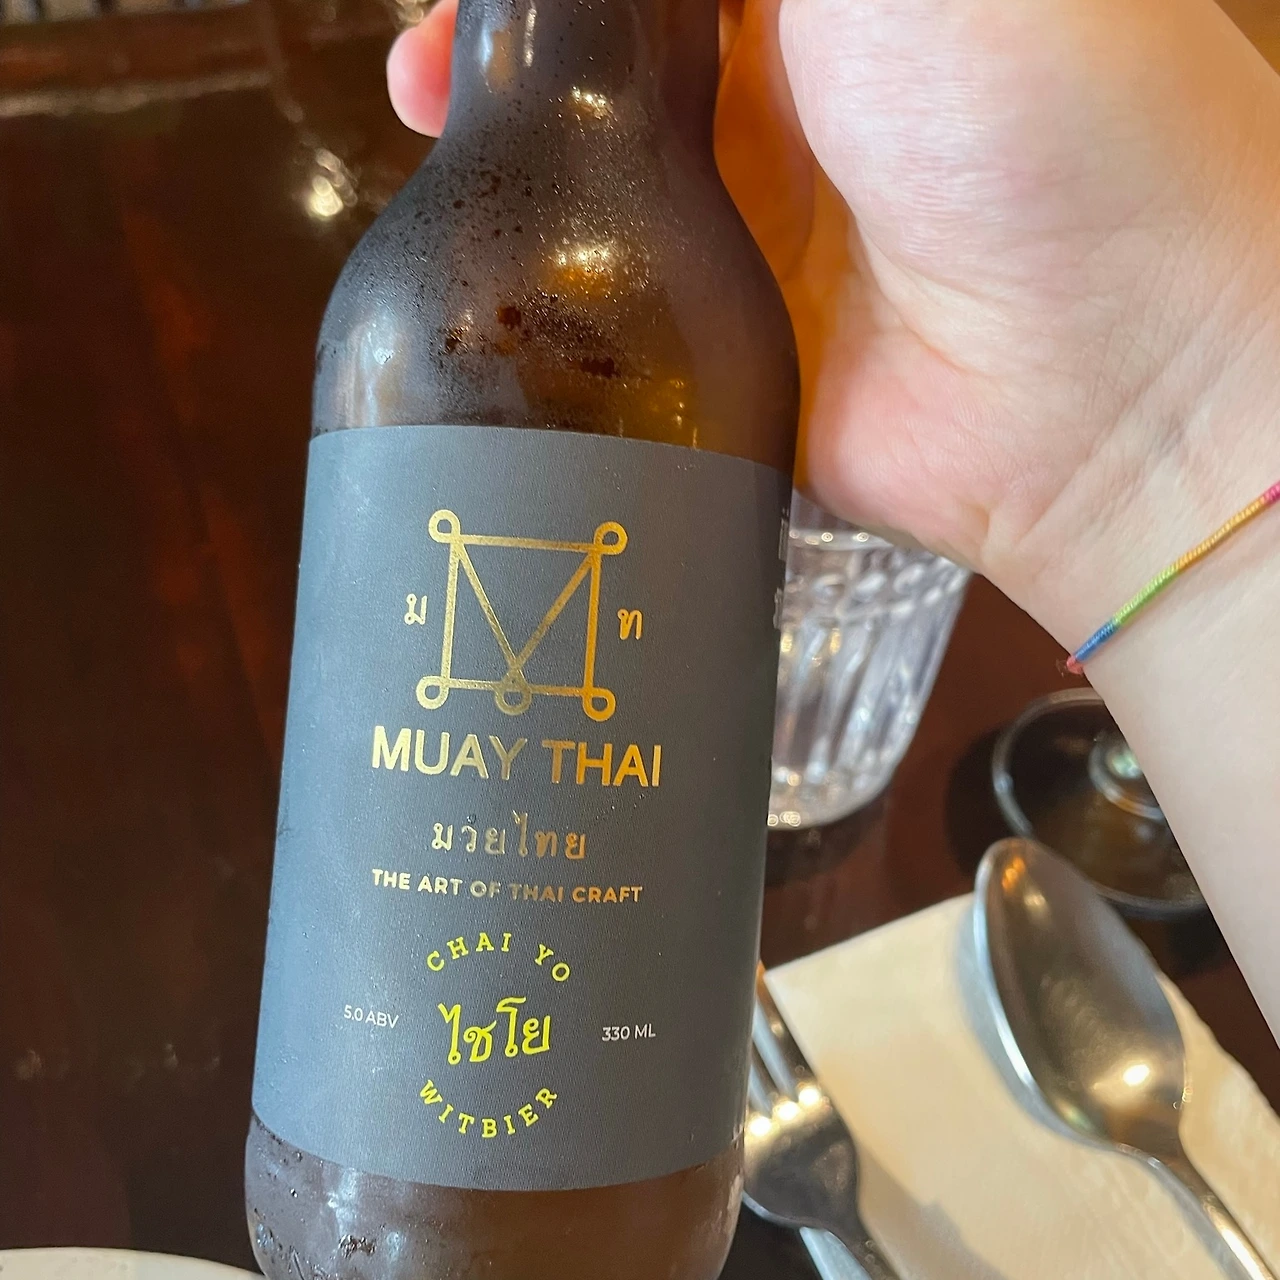 ม ท
MUAY THAI
มวยไทย
THE ART OF THAI CRAFT
CHAI YO
5.0 ABV ไชโย 330 ML
WITBIER